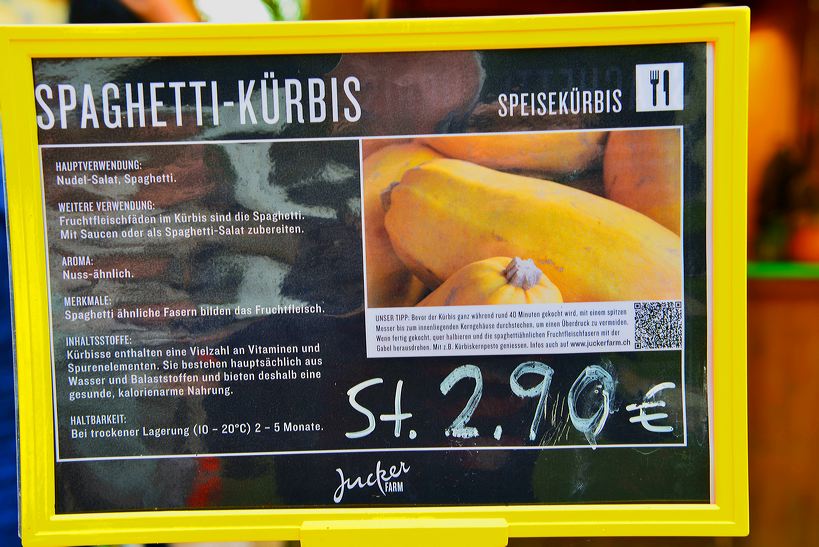 SPAGHETTI-KÜRBIS
SPEISEKÜRBIS
HAUPTVERWENDUNG:
Nudel-Salat, Spaghetti.
WEITERE VERWENDUNG:
Fruchtfleischfäden im Kürbis sind die Spaghetti.
Mit Saucen oder als Spaghetti-Salat zubereiten.
AROMA:
Nuss-ähnlich.
MERKMALE:
Spaghetti ähnliche Fasern bilden das Fruchtfleisch.
INHALTSSTOFFE:
Kürbisse enthalten eine Vielzahl an Vitaminen und
Spurenelementen. Sie bestehen hauptsächlich aus
Wasser und Balaststoffen und bieten deshalb eine
gesunde, kalorienarme Nahrung.
HALTBARKEIT:
Bei trockener Lagerung (10 – 20°C) 2 – 5 Monate.
UNSER TIPP: Bevor der Kürbis ganz während rund 40 Minuten gekocht wird, mit einem spitzen
Messer bis zum innenliegenden Kerngehäuse durchstechen, um einen Überdruck zu vermeiden.
Wenn fertig gekocht, quer halbieren und die spaghettiähnlichen Fruchtfleischfasern mit der
Gabel herausdrehen. Mit z.B. Kürbiskernpesto geniessen. Infos auch auf www.juckerfarm.ch
St. 2.90 €
Jucker
FARM